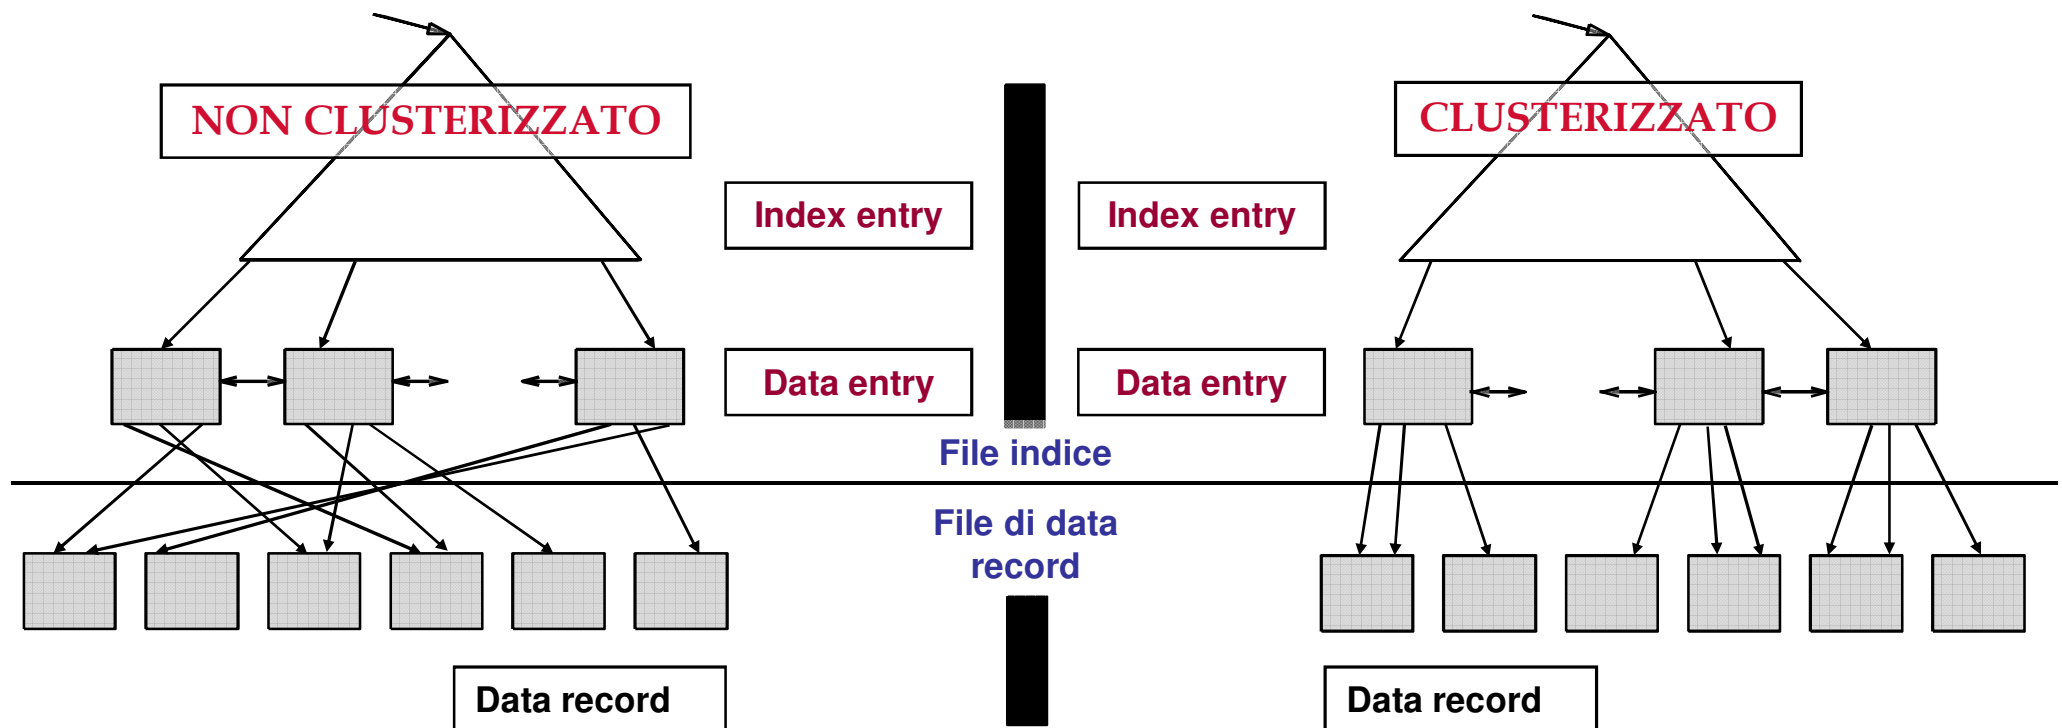 NON CLUSTERIZZATO
CLUSTERIZZATO
Index entry
Index entry
Data entry
Data entry
File indice
File di data
record
Data record
Data record